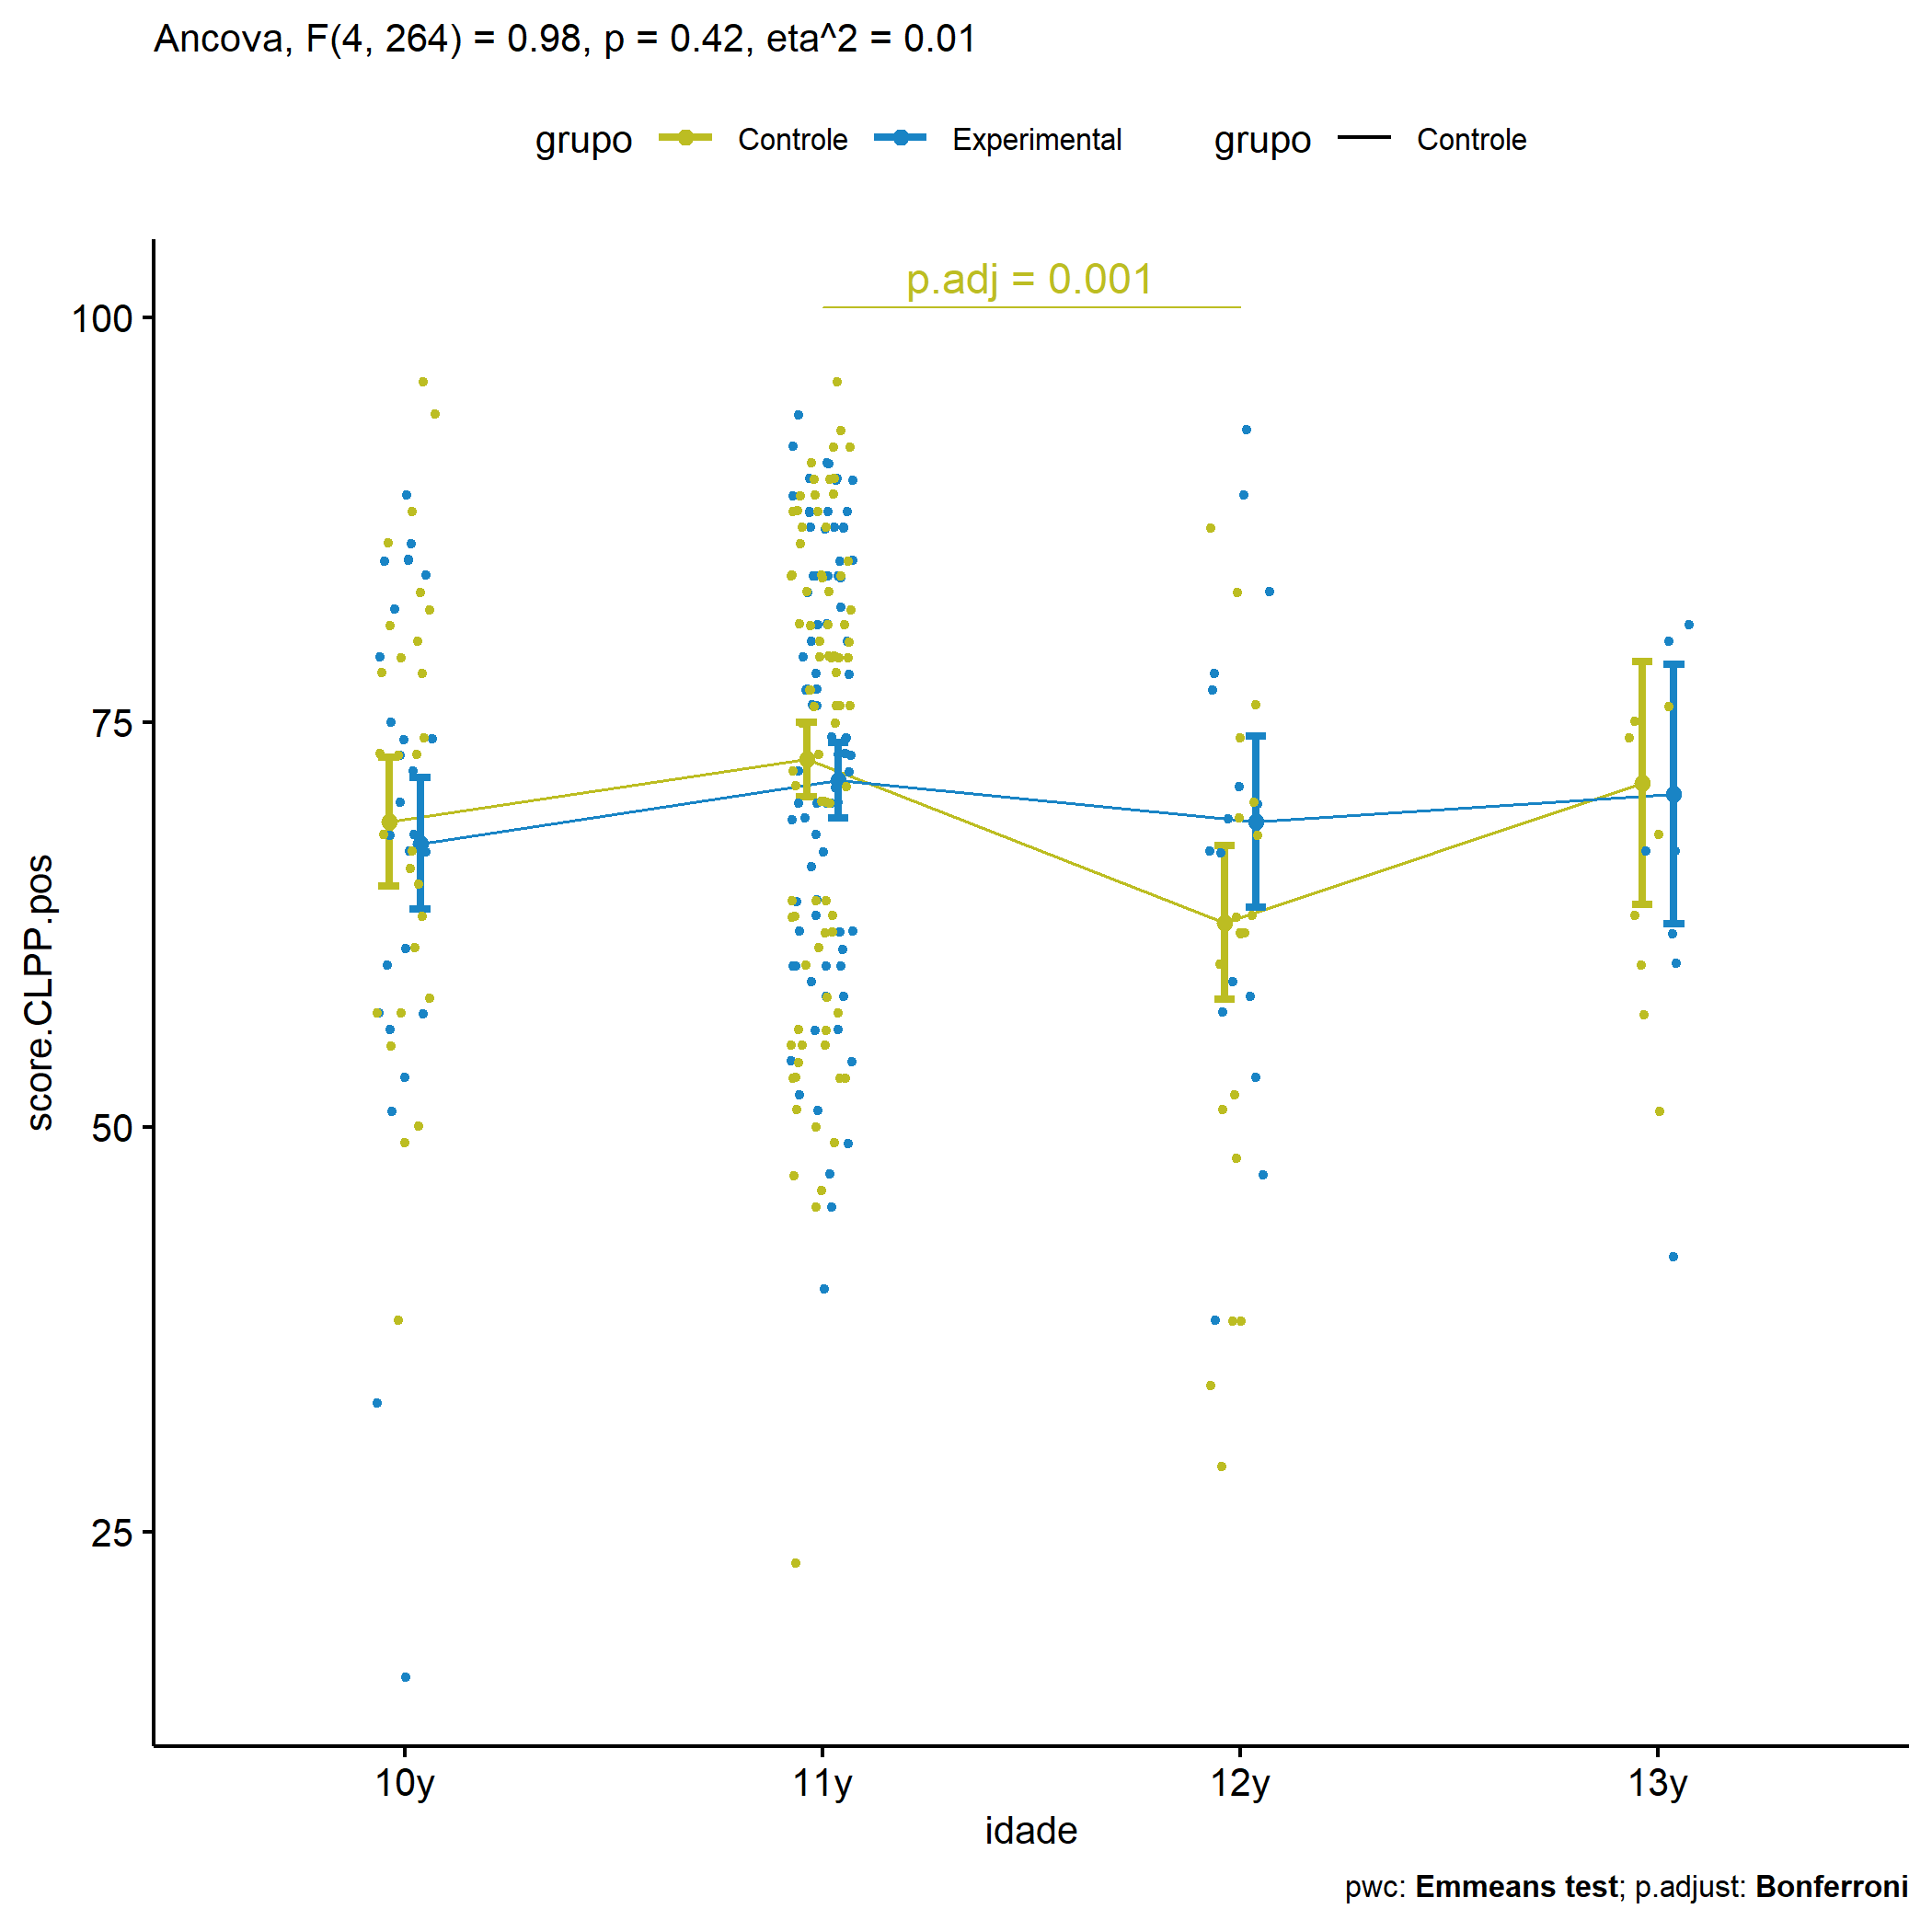 Ancova, F(4, 264) = 0.98, p = 0.42, eta^2 = 0.01
grupo Controle Experimental grupo Controle
p.adj = 0.001
100
75
50
25
score.CLPP.pos
10y 11y 12y 13y
idade
pwc: Emmeans test; p.adjust: Bonferroni